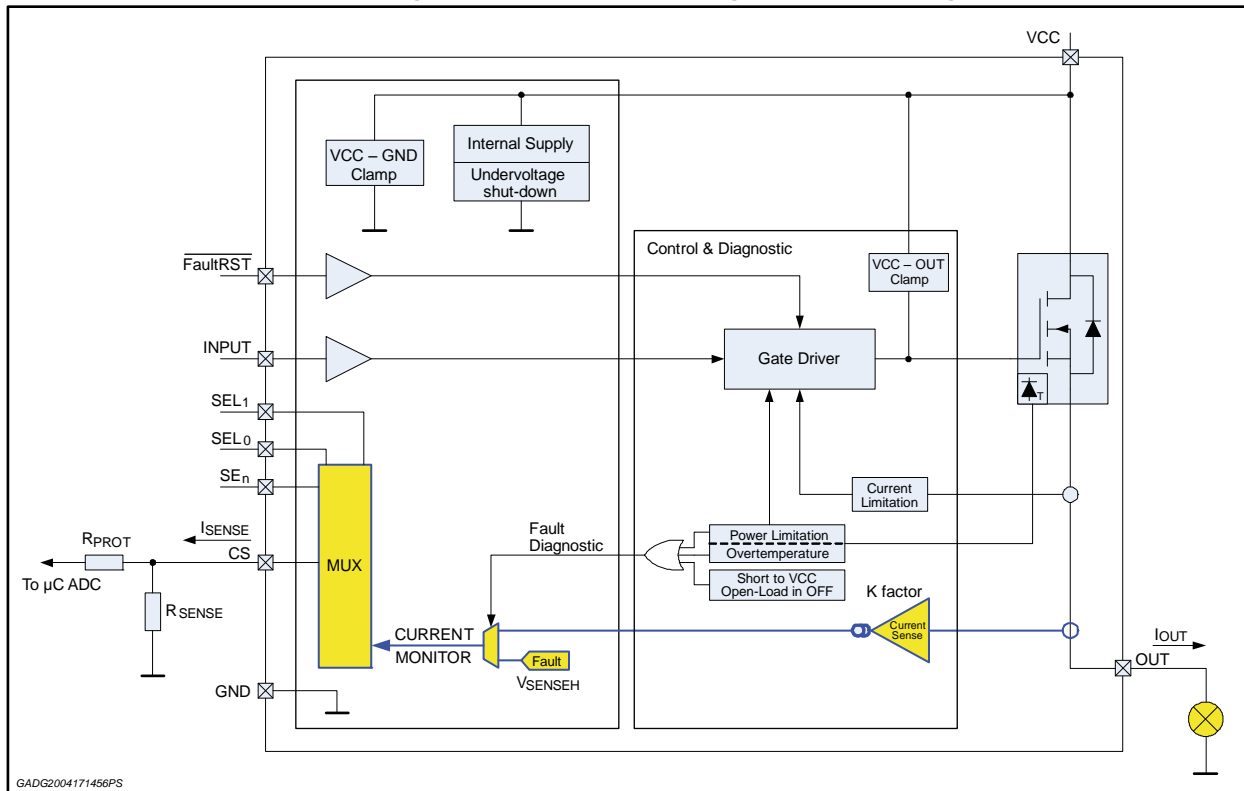 VCC
VCC – GND
Clamp
Internal Supply
Undervoltage
shut-down
Control & Diagnostic
VCC – OUT
Clamp
FaultRST
INPUT
Gate Driver
T
SEL1
SEL0
SEn
Current
Limitation
ISENSE
RPROT
CS
To µC ADC
RSENSE
MUX
Fault
Diagnostic
Power Limitation
Overtemperature
Short to VCC
Open-Load in OFF
K factor
Current
Sense
CURRENT
MONITOR
Fault
VSENSEH
IOUT
OUT
GND
GADG2004171456PS